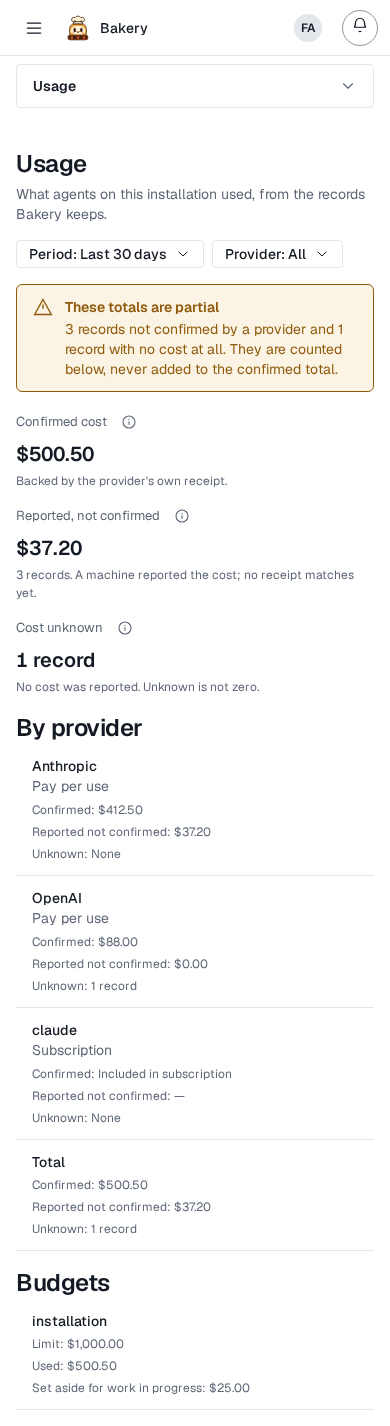 Bakery
FA
Usage
Usage
What agents on this installation used, from the records
Bakery keeps.
Period: Last 30 days
Provider: All
These totals are partial
3 records not confirmed by a provider and 1
record with no cost at all. They are counted
below, never added to the confirmed total.
Confirmed cost
$500.50
Backed by the provider's own receipt.
Reported, not confirmed
$37.20
3 records. A machine reported the cost; no receipt matches
yet.
Cost unknown
1 record
No cost was reported. Unknown is not zero.
By provider
Anthropic
Pay per use
Confirmed: $412.50
Reported not confirmed: $37.20
Unknown: None
OpenAI
Pay per use
Confirmed: $88.00
Reported not confirmed: $0.00
Unknown: 1 record
claude
Subscription
Confirmed: Included in subscription
Reported not confirmed: —
Unknown: None
Total
Confirmed: $500.50
Reported not confirmed: $37.20
Unknown: 1 record
Budgets
installation
Limit: $1,000.00
Used: $500.50
Set aside for work in progress: $25.00